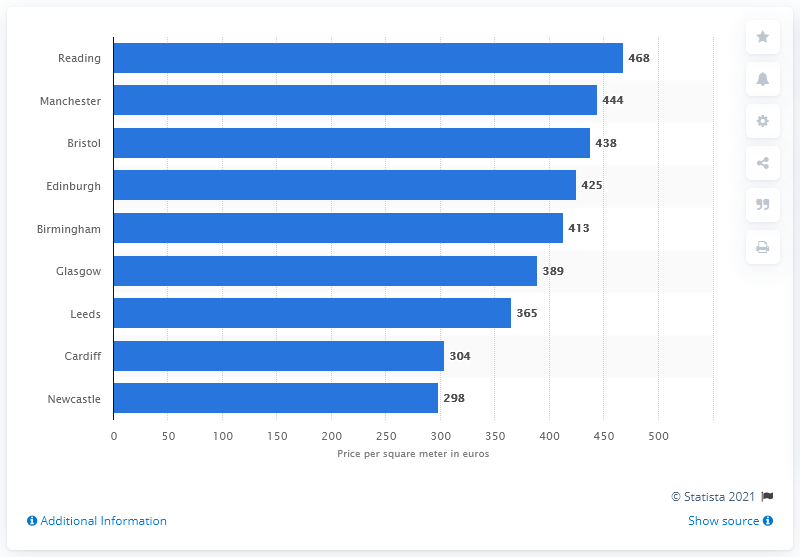 Reading 468
Manchester 444
Bristol 438
Edinburgh 425
Birmingham 413
Glasgow 389
Leeds 365
Cardiff 304
Newcastle 298
0 50 100 150 200 250 300 350 400 450 500
Price per square meter in euros
© Statista 2021
Additional Information Show source